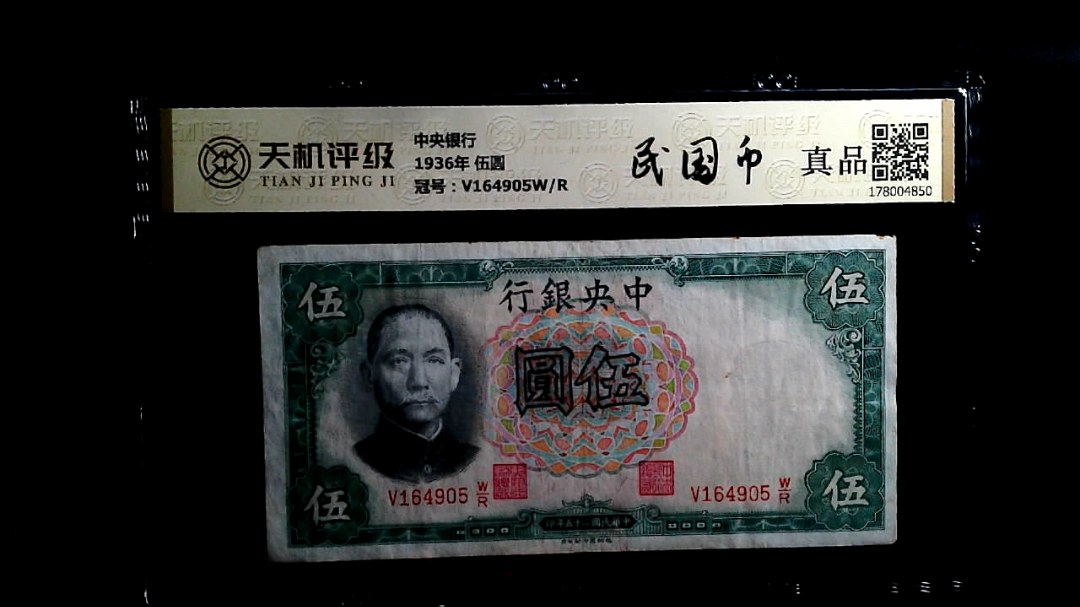 天机评级
TIAN JI PING JI
中央银行
1936年 伍圆
冠号：V164905W/R
民国币
真品
178004850
伍
行銀央中
伍
圓伍
V164905 W/R
V164905 W/R
伍
伍